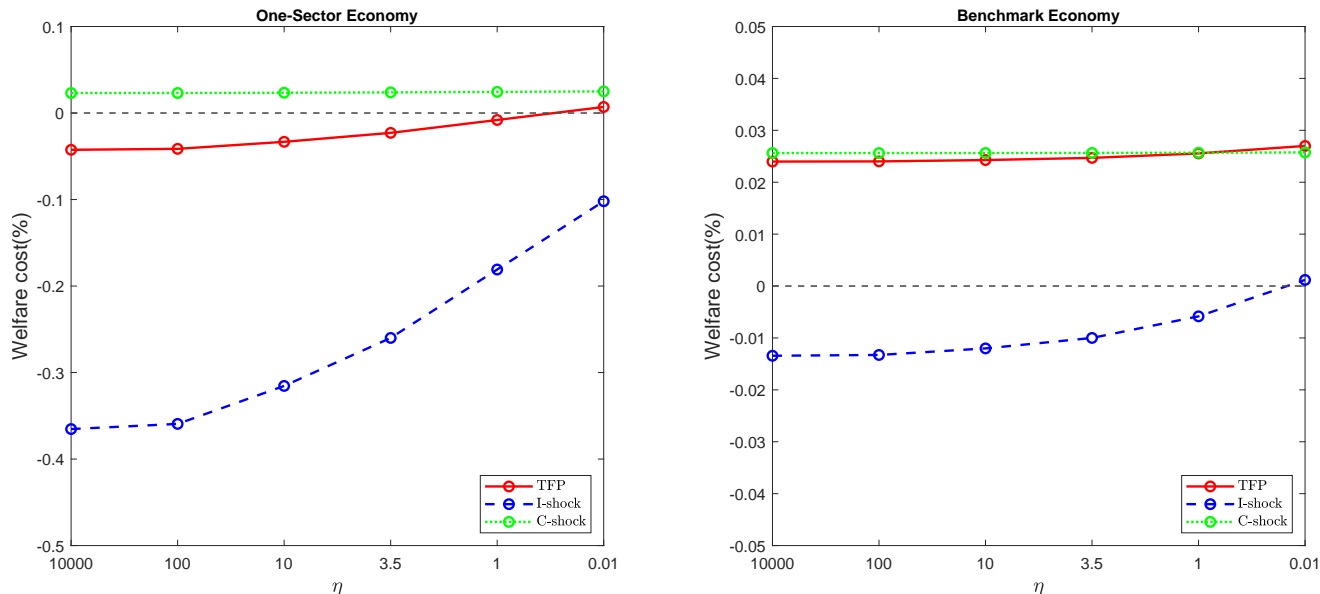 One-Sector Economy
0.1
0
-0.1
-0.2
-0.3
-0.4
-0.5
Welfare cost(%)
10000 100 10 3.5 1 0.01
η
TFP
I-shock
C-shock
Benchmark Economy
0.05
0.04
0.03
0.02
0.01
0
-0.01
-0.02
-0.03
-0.04
-0.05
Welfare cost(%)
10000 100 10 3.5 1 0.01
η
TFP
I-shock
C-shock